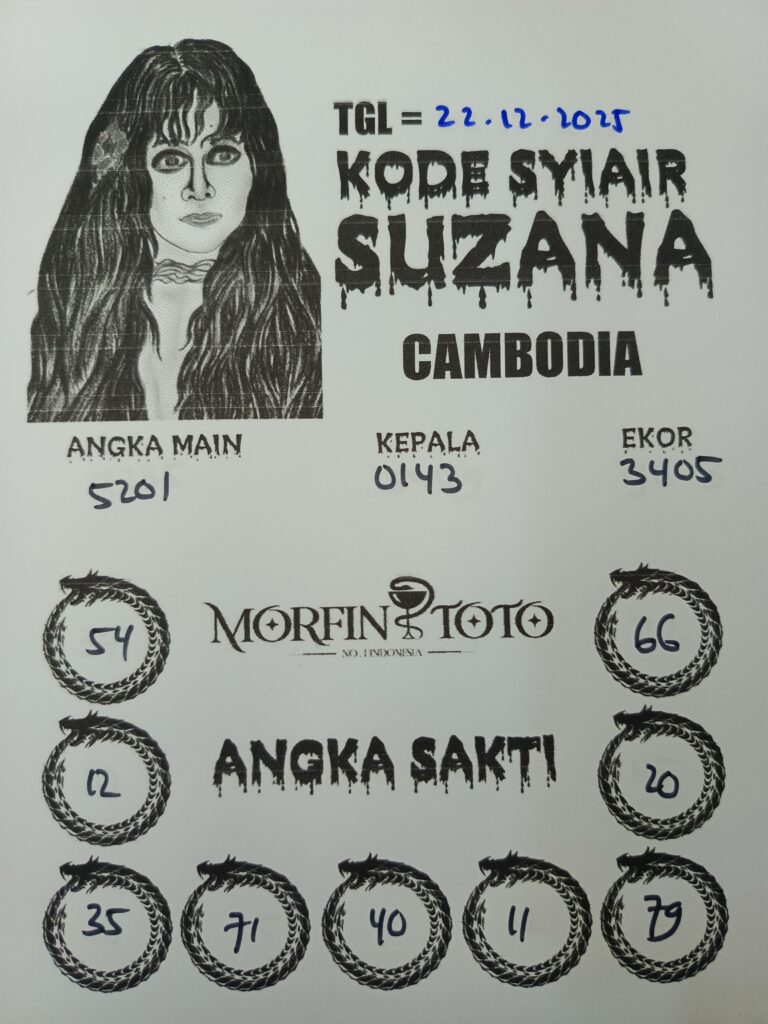 TGL = 22.12.2025
KODE SYIAIR
SUZANA
CAMBODIA
ANGKA MAIN KEPALA EKOR
5201 0143 3405
54 MORFIN TOTO 66
NO.1 INDONESIA
12 ANGKA SAKTI 20
35 71 40 11 79